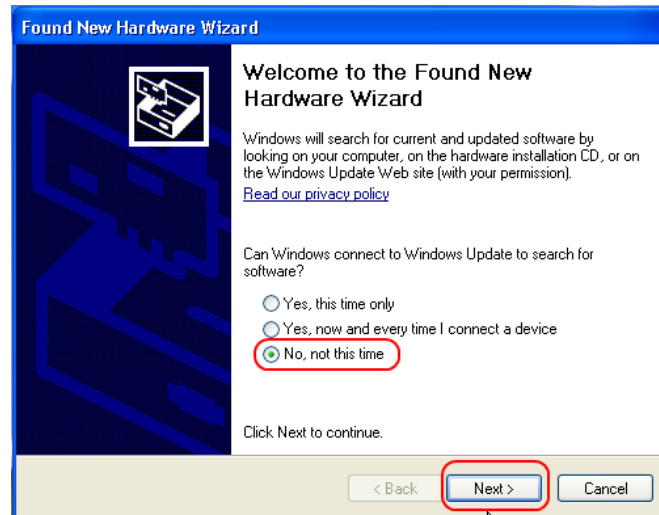 Found New Hardware Wizard
Welcome to the Found New
Hardware Wizard
Windows will search for current and updated software by
looking on your computer, on the hardware installation CD, or on
the Windows Update Web site (with your permission).
Read our privacy policy
Can Windows connect to Windows Update to search for
software?
Yes, this time only
Yes, now and every time I connect a device
No, not this time
Click Next to continue.
< Back
Next >
Cancel